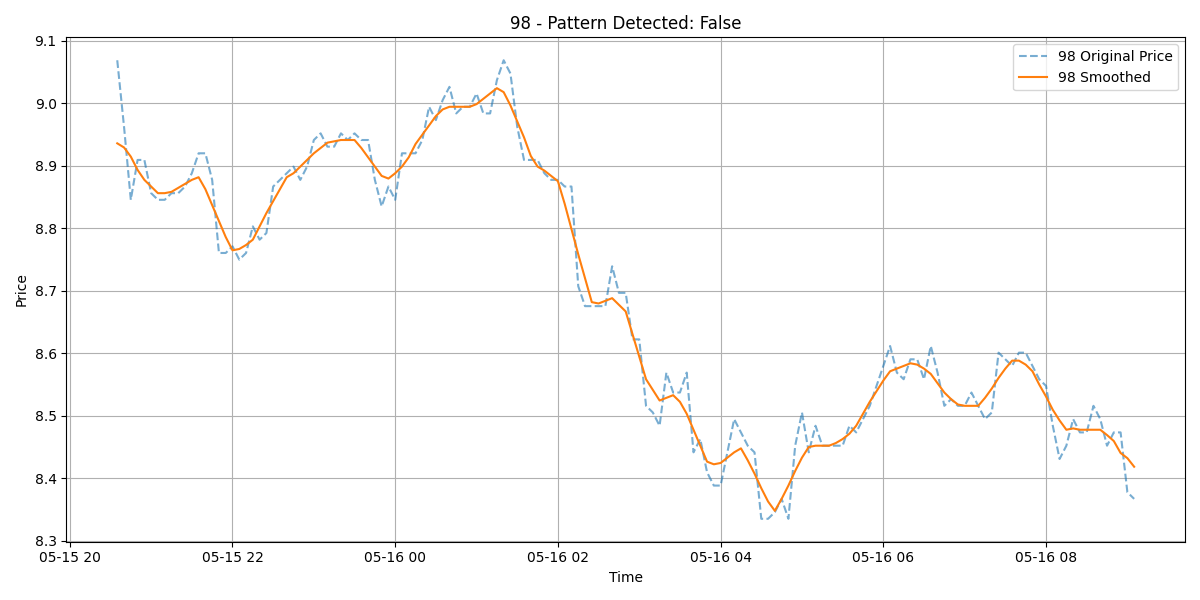 98 - Pattern Detected: False
98 Original Price
98 Smoothed
Price
9.1
9.0
8.9
8.8
8.7
8.6
8.5
8.4
8.3
05-15 20 05-15 22 05-16 00 05-16 02 05-16 04 05-16 06 05-16 08
Time